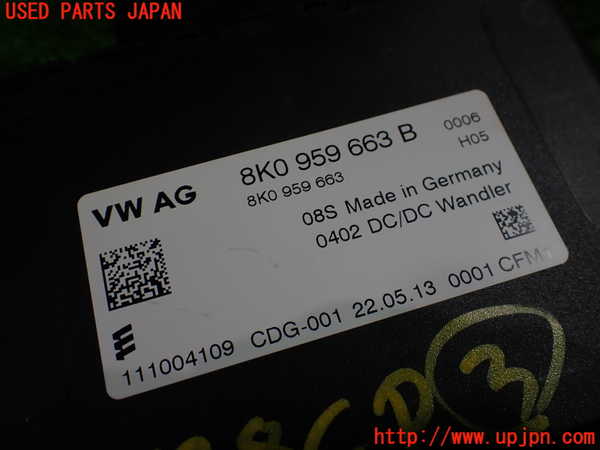 USED PARTS JAPAN
VW AG
8K0 959 663 B
8K0 959 663
0006
H05
08S Made in Germany
0402 DC/DC Wandler
111004109 CDG-001 22.05.13 0001 CFM
3
http://www.upjpn.com/